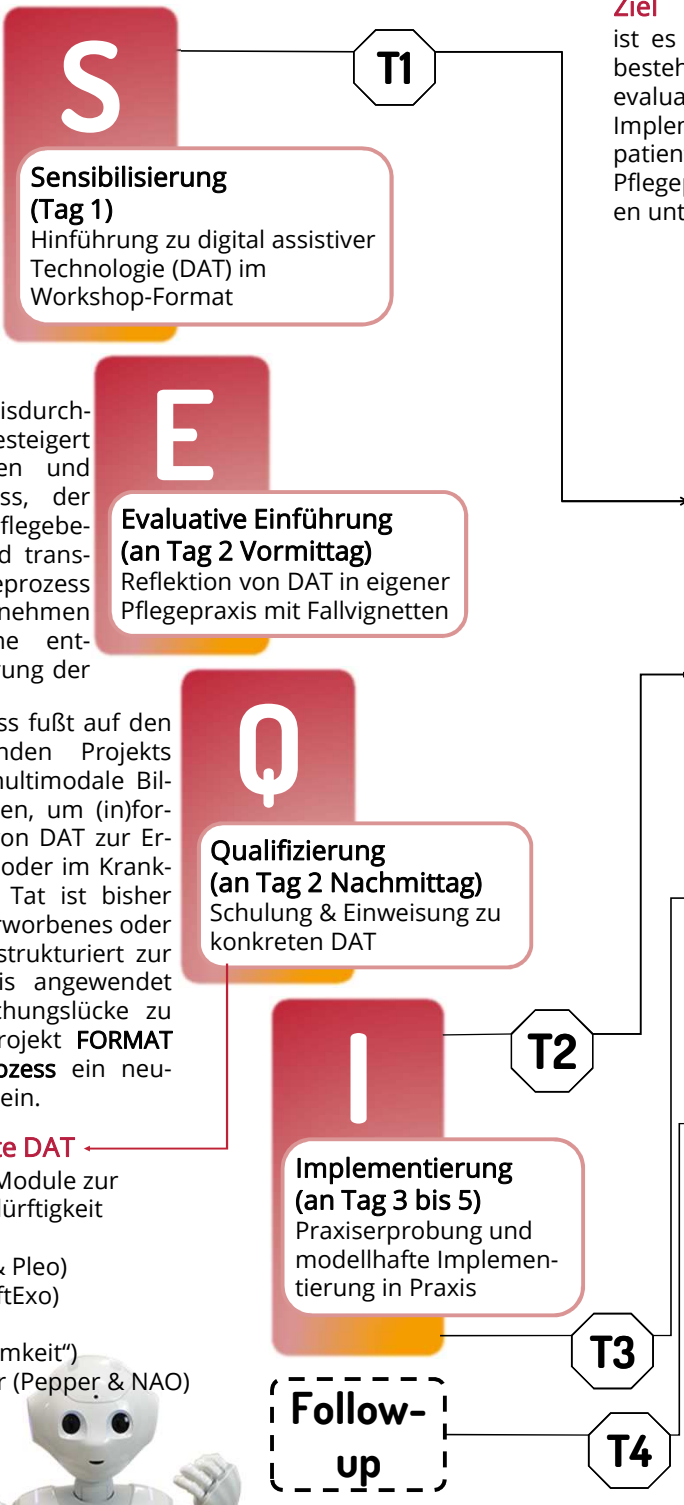 S
T1
Sensibilisierung
(Tag 1)
Hinführung zu digital assistiver
Technologie (DAT) im
Workshop-Format
Ziel
ist es
besteh
evalua
Implem
patien
Pflege
en unt
E
Evaluative Einführung
(an Tag 2 Vormittag)
Reflektion von DAT in eigener
Pflegepraxis mit Fallvignetten
isdurch-
esteigert
en und
ss, der
flegebe-
d trans-
eprozess
nehmen
ne ent-
rung der
ss fußt auf den
nden Projekts
multimodale Bil-
en, um (in)for-
on DAT zur Er-
oder im Krank-
Tat ist bisher
rworbenes oder
strukturiert zur
is angewendet
chungslücke zu
rojekt FORMAT
ozess ein neu-
ein.
Q
Qualifizierung
(an Tag 2 Nachmittag)
Schulung & Einweisung zu
konkreten DAT
T2
I
Implementierung
(an Tag 3 bis 5)
Praxiserprobung und
modellhafte Implemen-
tierung in Praxis
te DAT
Module zur
dürftigkeit
& Pleo)
ftExo)
mkeit“)
r (Pepper & NAO)
T3
Follow-
up
T4